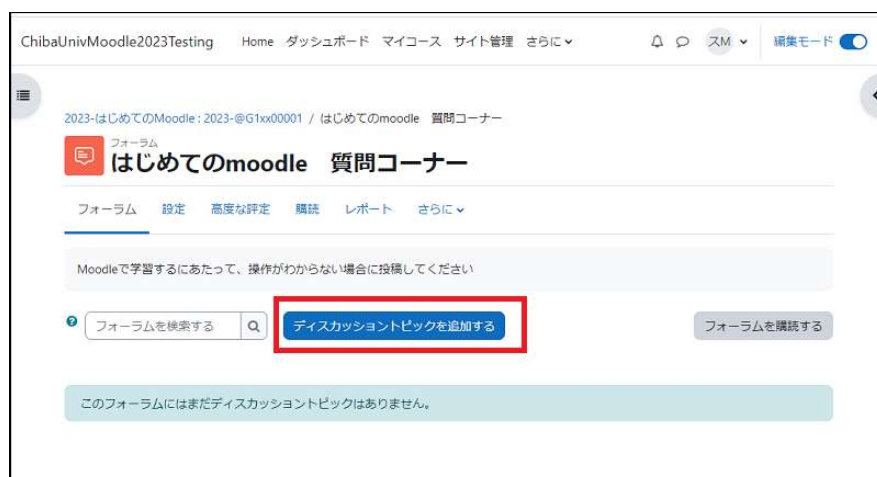 ChibaUnivMoodle2023Testing Home ダッシュボード マイコース サイト管理 さらに スM 編集モード
2023-はじめてのMoodle : 2023-@G1xx00001 / はじめてのmoodle 質問コーナー
フォーラム
はじめてのmoodle 質問コーナー
フォーラム 設定 高度な評定 購読 レポート さらに
Moodleで学習するにあたって、操作がわからない場合に投稿してください
フォーラムを検索する ディスカッショントピックを追加する フォーラムを購読する
このフォーラムにはまだディスカッショントピックはありません。